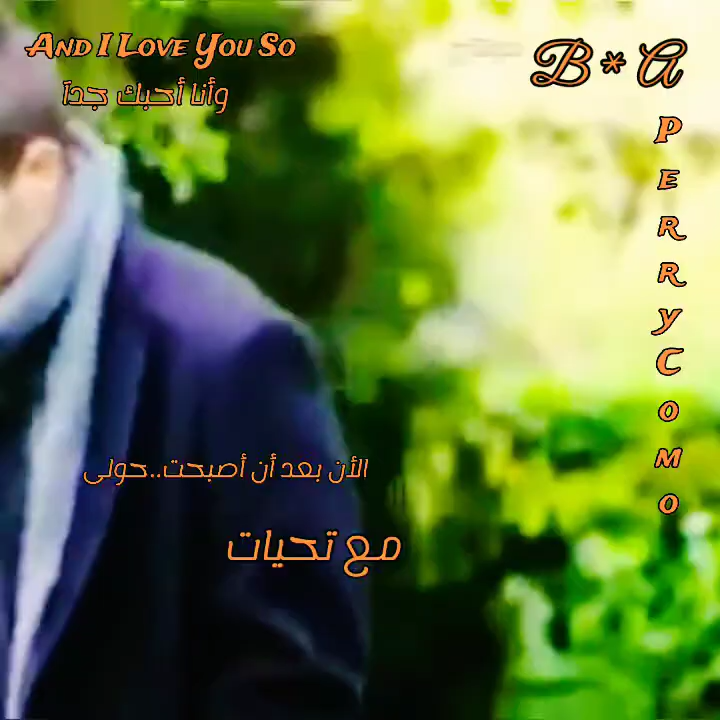 And I Love You So
وأنا أحبك جداً
B * A
PerryComo
الأن بعد أن أصبحت..حولى
مع تحيات